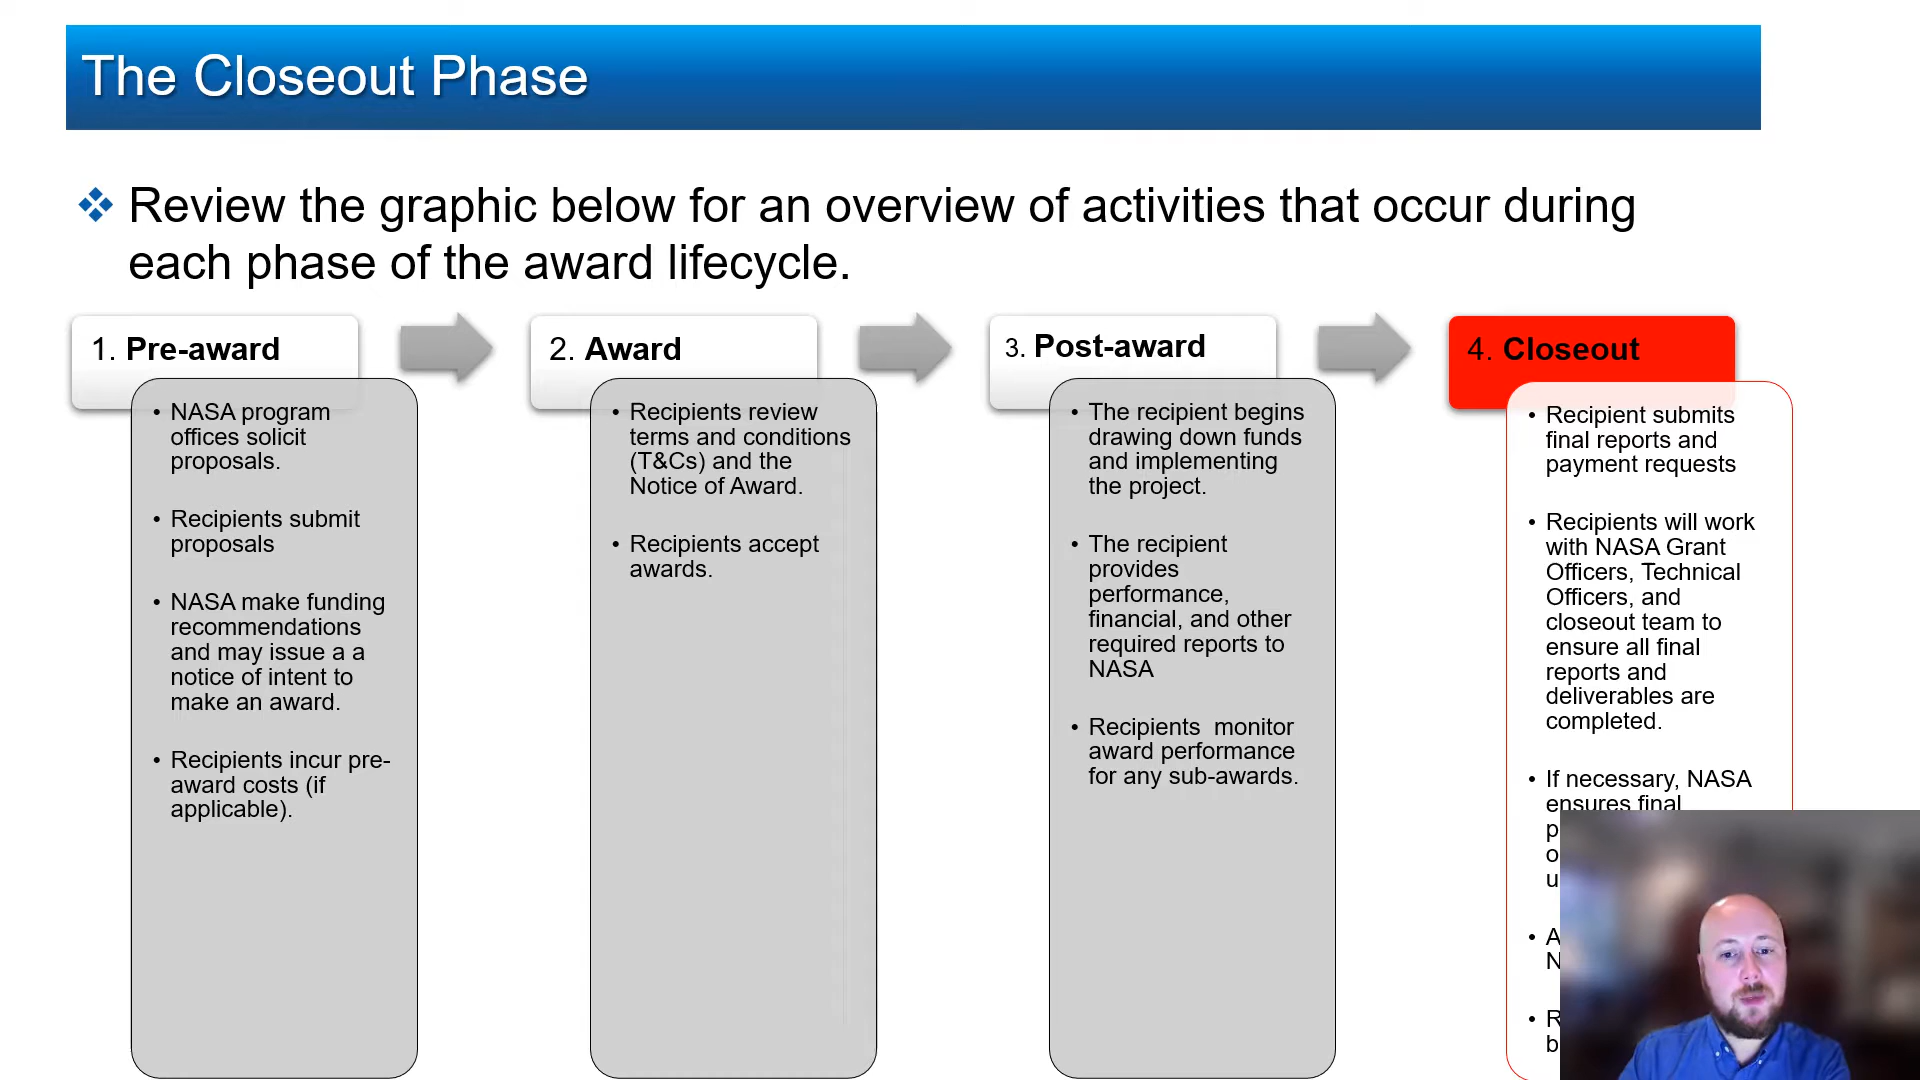 The Closeout Phase
Review the graphic below for an overview of activities that occur during
each phase of the award lifecycle.
1. Pre-award
• NASA program
offices solicit
proposals.
• Recipients submit
proposals
• NASA make funding
recommendations
and may issue a a
notice of intent to
make an award.
• Recipients incur pre-
award costs (if
applicable).
2. Award
• Recipients review
terms and conditions
(T&Cs) and the
Notice of Award.
• Recipients accept
awards.
3. Post-award
• The recipient begins
drawing down funds
and implementing
the project.
• The recipient
provides
performance,
financial, and other
required reports to
NASA
• Recipients monitor
award performance
for any sub-awards.
4. Closeout
• Recipient submits
final reports and
payment requests
• Recipients will work
with NASA Grant
Officers, Technical
Officers, and
closeout team to
ensure all final
reports and
deliverables are
completed.
• If necessary, NASA
ensures final